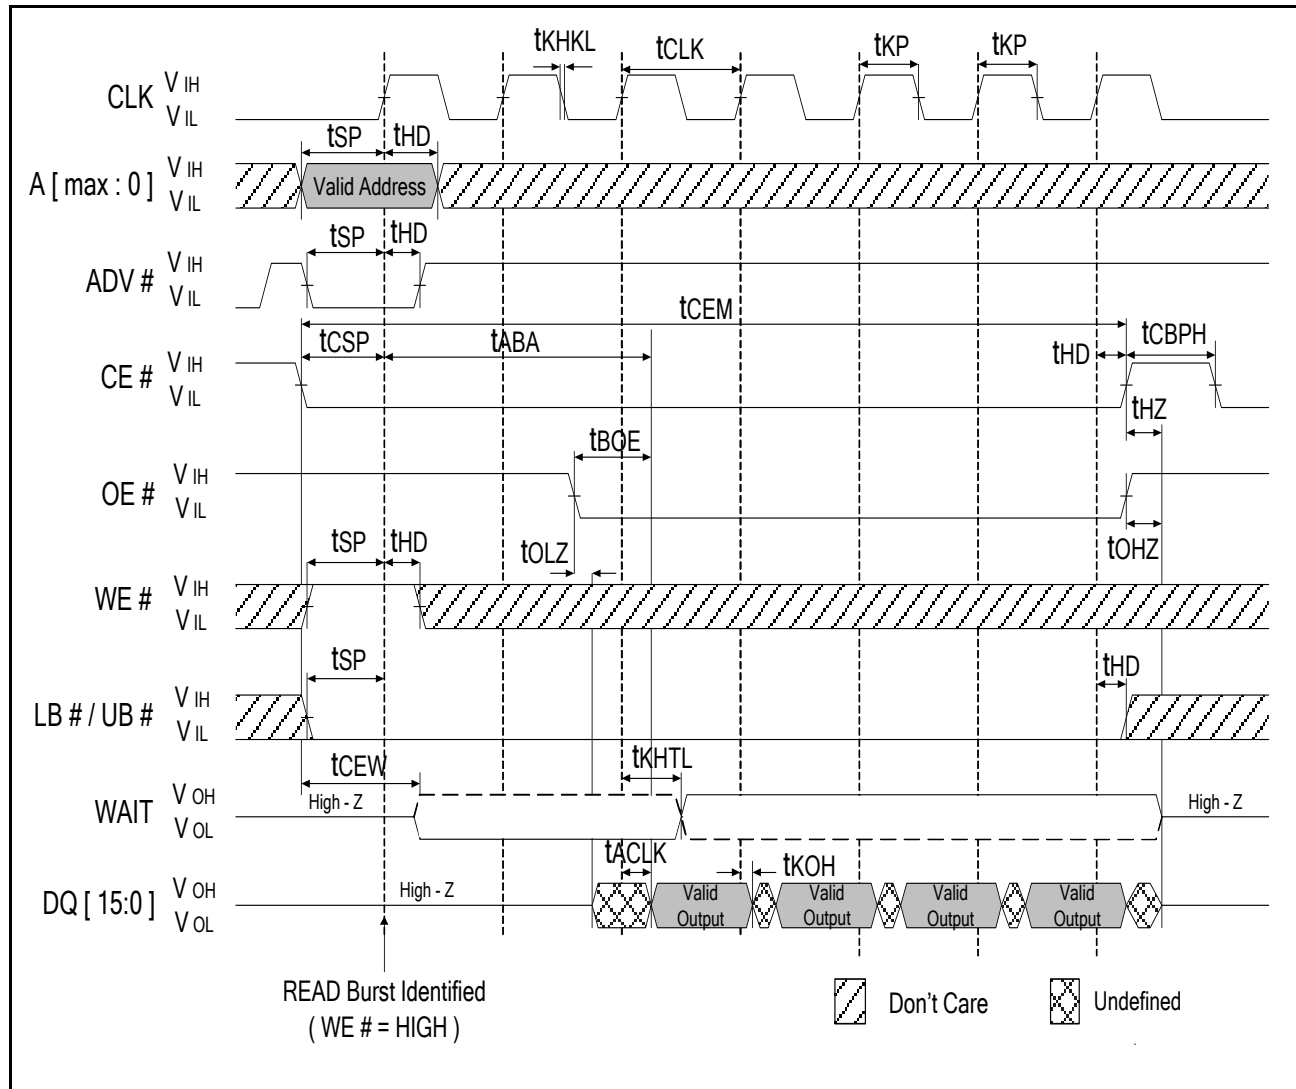 tKHKL tCLK tKP tKP
CLK V IH
V IL
tSP tHD
A [ max : 0 ] V IH
V IL
Valid Address
tSP tHD
ADV # V IH
V IL
tCEM
tCSP tABA tHD tCBPH
CE # V IH
V IL
tHZ
tBOE
OE # V IH
V IL
tSP tHD tOLZ tOHZ
WE # V IH
V IL
tSP tHD
LB # / UB # V IH
V IL
tCEW tKHTL
WAIT V OH
V OL
High - Z High - Z
tACLK tKOH
DQ [ 15:0 ] V OH
V OL
High - Z
Valid Output Valid Output Valid Output Valid Output
READ Burst Identified
( WE # = HIGH )
Don't Care Undefined